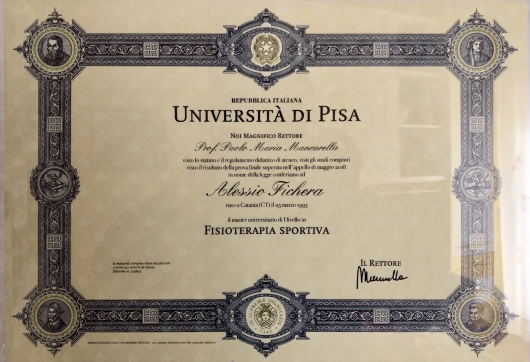 REPUBBLICA ITALIANA
UNIVERSITÀ DI PISA
NOI MAGNIFICO RETTORE
Prof. Paolo Maria Mancarella
visto lo statuto e il regolamento didattico di ateneo, visti gli studi compiuti
visto il risultato della prova finale superata nell'appello di maggio 2018
in nome della legge conferiamo ad
Alessio Fichera
nato a Catania (CT) il 23 marzo 1993
il master universitario di I livello in
FISIOTERAPIA SPORTIVA
IL RETTORE